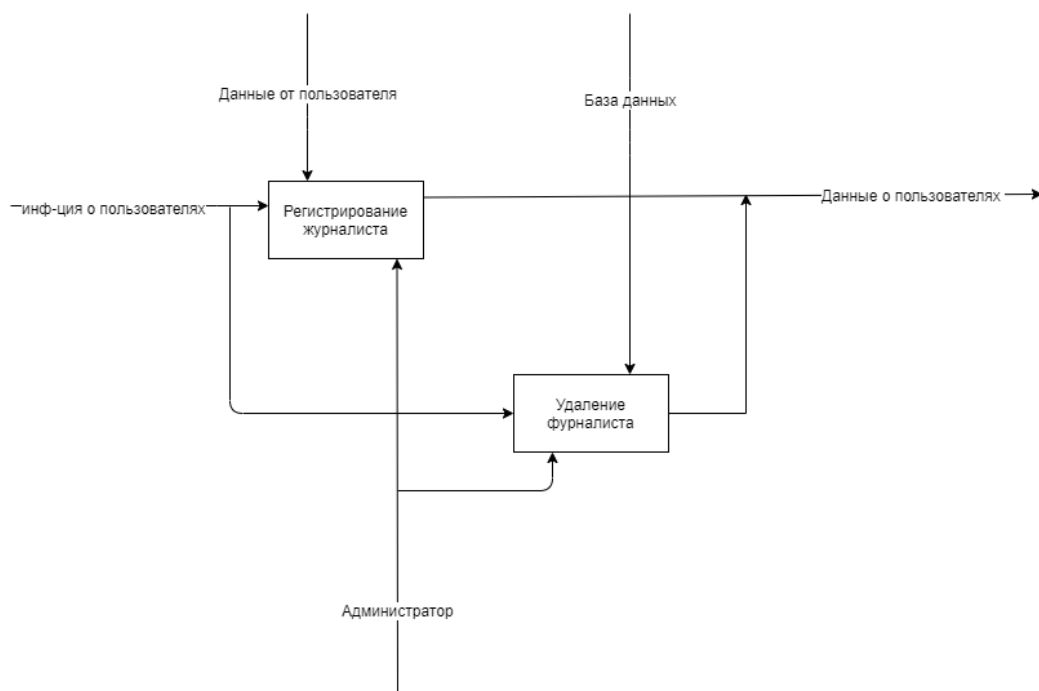 Данные от пользователя
База данных
инф-ция о пользователях
Регистрирование
журналиста
Данные о пользователях
Удаление
фурналиста
Администратор